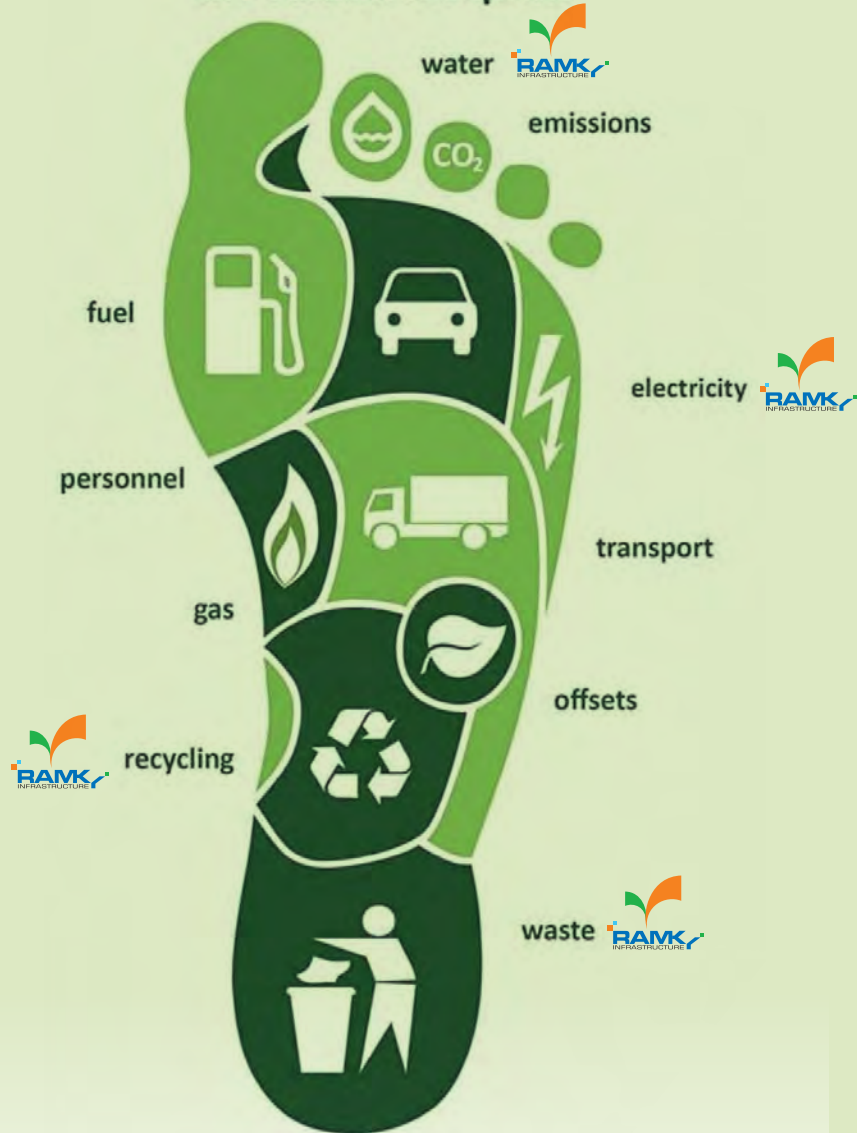 water
RAMKY
INFRASTRUCTURE
emissions
CO₂
fuel
electricity
RAMKY
INFRASTRUCTURE
personnel
transport
gas
offsets
RAMKY
INFRASTRUCTURE
recycling
waste
RAMKY
INFRASTRUCTURE